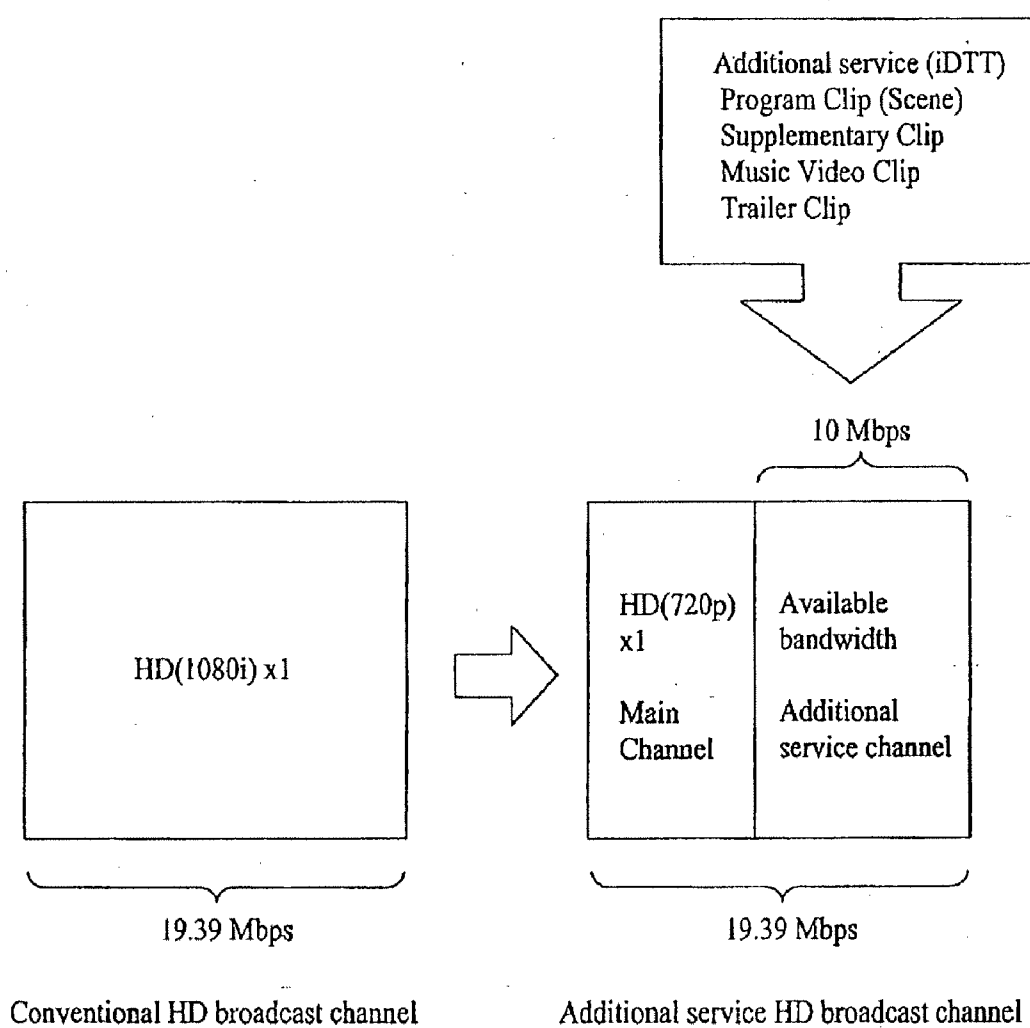 Additional service (iDTT)
Program Clip (Scene)
Supplementary Clip
Music Video Clip
Trailer Clip
10 Mbps
HD(1080i) x1
HD(720p)
x1
Main
Channel
Available
bandwidth
Additional
service channel
19.39 Mbps
19.39 Mbps
Conventional HD broadcast channel
Additional service HD broadcast channel